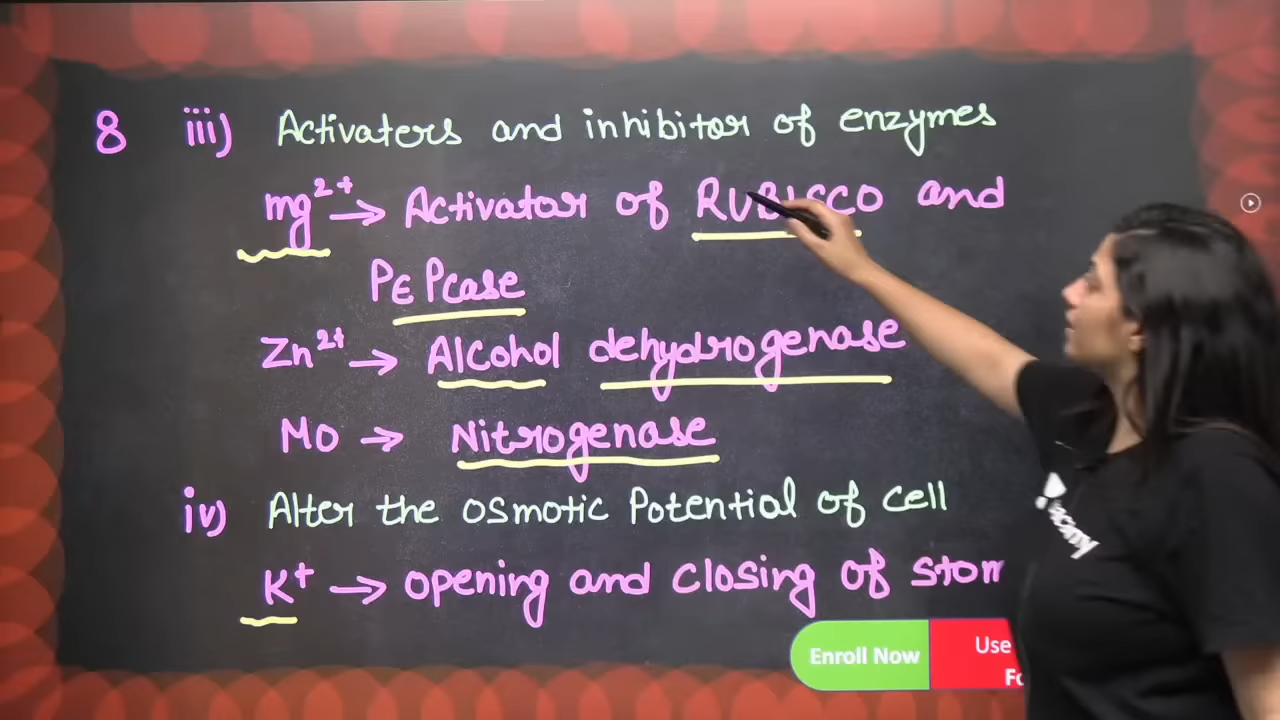 8 iii) Activaters and inhibitor of enzymes
mg²⁺ → Activator of RUBISCO and
PEPcase
Zn²⁺ → Alcohol dehydrogenase
Mo → Nitrogenase
iv) Alter the osmotic Potential of cell
K⁺ → opening and closing of
Enroll Now
Use